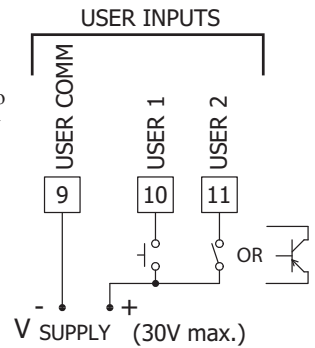 USER INPUTS
USER COMM
USER 1
USER 2
o
9
10
11
OR
- +
V SUPPLY (30V max.)